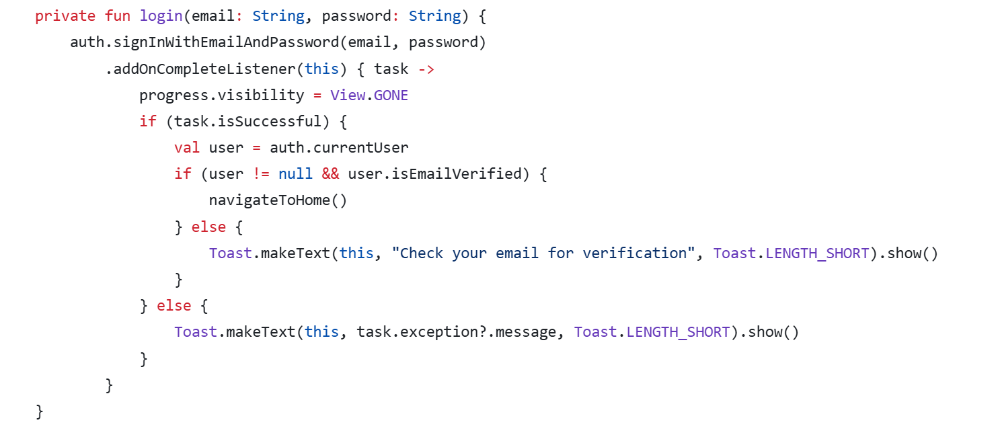 private fun login(email: String, password: String) {
    auth.signInWithEmailAndPassword(email, password)
        .addOnCompleteListener(this) { task ->
            progress.visibility = View.GONE
            if (task.isSuccessful) {
                val user = auth.currentUser
                if (user != null && user.isEmailVerified) {
                    navigateToHome()
                } else {
                    Toast.makeText(this, "Check your email for verification", Toast.LENGTH_SHORT).show()
                }
            } else {
                Toast.makeText(this, task.exception?.message, Toast.LENGTH_SHORT).show()
            }
        }
}